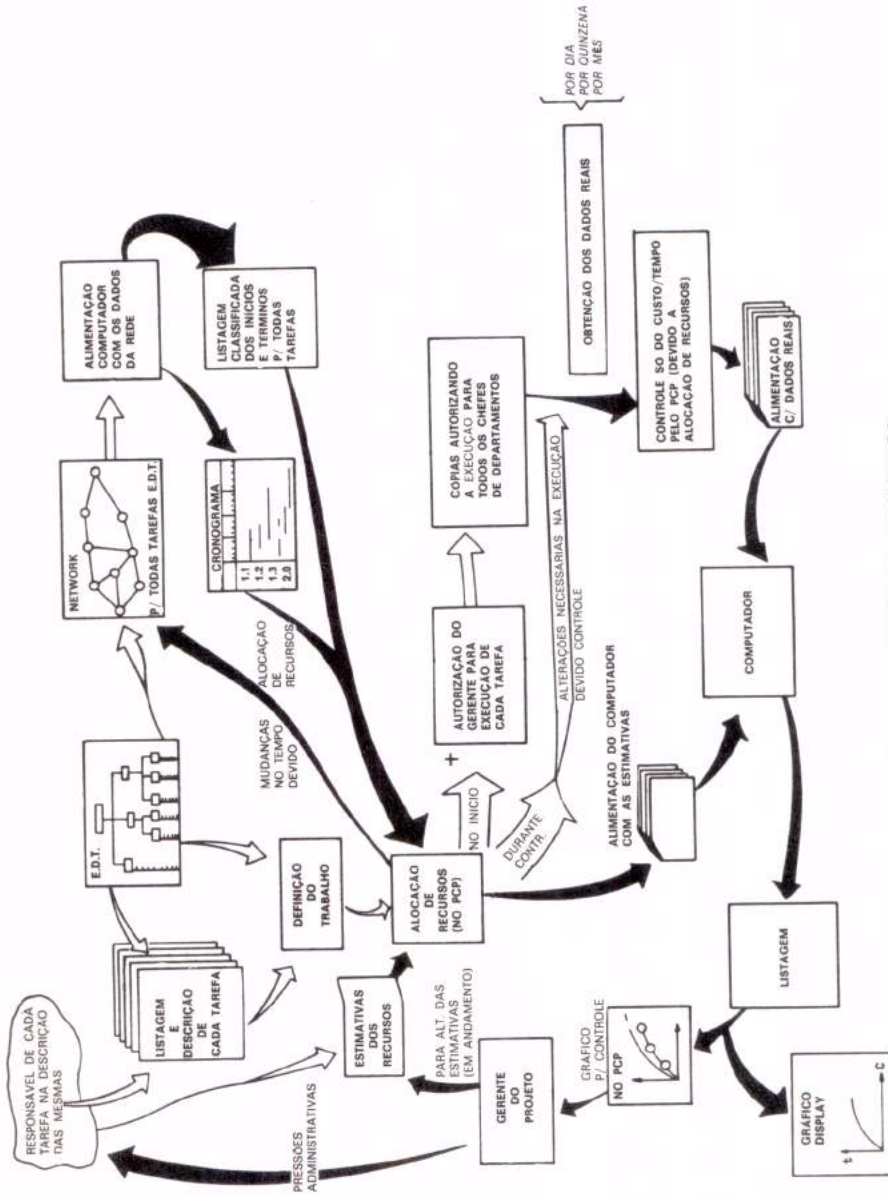 RESPONSAVEL DE CADA
TAREFA NA DESCRIÇÃO
DAS MESMAS
LISTAGEM
E
DESCRIÇÃO
DE
CADA TAREFA
E.D.T.
NETWORK
P/ TODAS TAREFAS E.D.T.
ALIMENTAÇÃO
COMPUTADOR
COM OS DADOS
DA REDE
LISTAGEM
CLASSIFICADA
DOS INICIOS
E TERMINOS
P/ TODAS
TAREFAS
CRONOGRAMA
1.1
1.2
1.3
2.0
ALOCAÇÃO
DE
RECURSOS
MUDANÇAS
NO TEMPO
DEVIDO
DEFINIÇÃO
DO
TRABALHO
PRESSÕES
ADMINISTRATIVAS
ESTIMATIVAS
DOS
RECURSOS
ALOCAÇÃO
DE
RECURSOS
(NO PCP)
PARA ALT. DAS
ESTIMATIVAS
(EM ANDAMENTO)
GERENTE
DO
PROJETO
NO INICIO
+
AUTORIZAÇÃO DO
GERENTE PARA
EXECUÇÃO DE
CADA TAREFA
COPIAS AUTORIZANDO
A EXECUÇÃO PARA
TODOS OS CHEFES
DE DEPARTAMENTOS
DURANTE
CONTR.
ALTERAÇÕES NECESSÁRIAS NA EXECUÇÃO
DEVIDO CONTROLE
OBTENÇÃO DOS DADOS REAIS
POR DIA
POR QUINZENA
POR MÊS
CONTROLE SO DO CUSTO/TEMPO
PELO PCP (DEVIDO A
ALOCAÇÃO DE RECURSOS)
ALIMENTAÇÃO
C/ DADOS REAIS
ALIMENTAÇÃO DO COMPUTADOR
COM AS ESTIMATIVAS
COMPUTADOR
LISTAGEM
GRÁFICO
P/ CONTROLE
NO PCP
GRÁFICO
DISPLAY
t
C